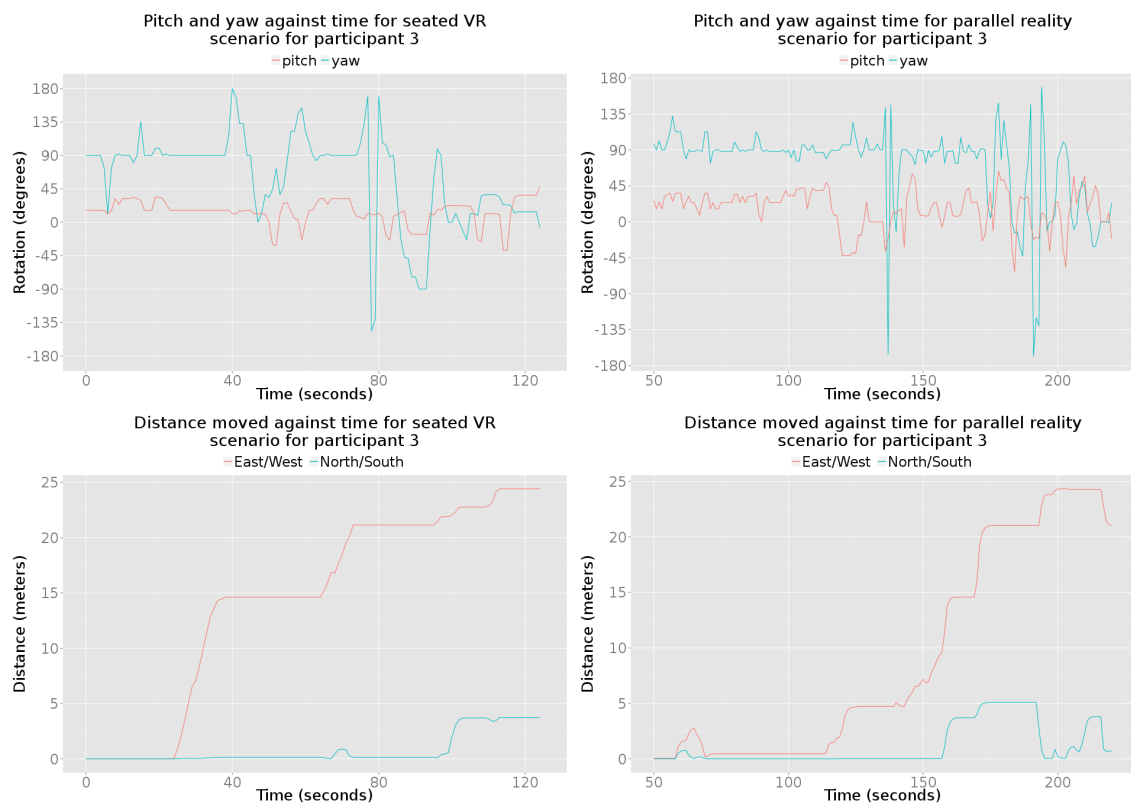 Pitch and yaw against time for seated VR
scenario for participant 3
pitch yaw
180
135
90
45
0
-45
-90
-135
-180
Rotation (degrees)
0 40 80 120
Time (seconds)
Pitch and yaw against time for parallel reality
scenario for participant 3
pitch yaw
180
135
90
45
0
-45
-90
-135
-180
Rotation (degrees)
50 100 150 200
Time (seconds)
Distance moved against time for seated VR
scenario for participant 3
East/West North/South
25
20
15
10
5
0
Distance (meters)
0 40 80 120
Time (seconds)
Distance moved against time for parallel reality
scenario for participant 3
East/West North/South
25
20
15
10
5
0
Distance (meters)
50 100 150 200
Time (seconds)